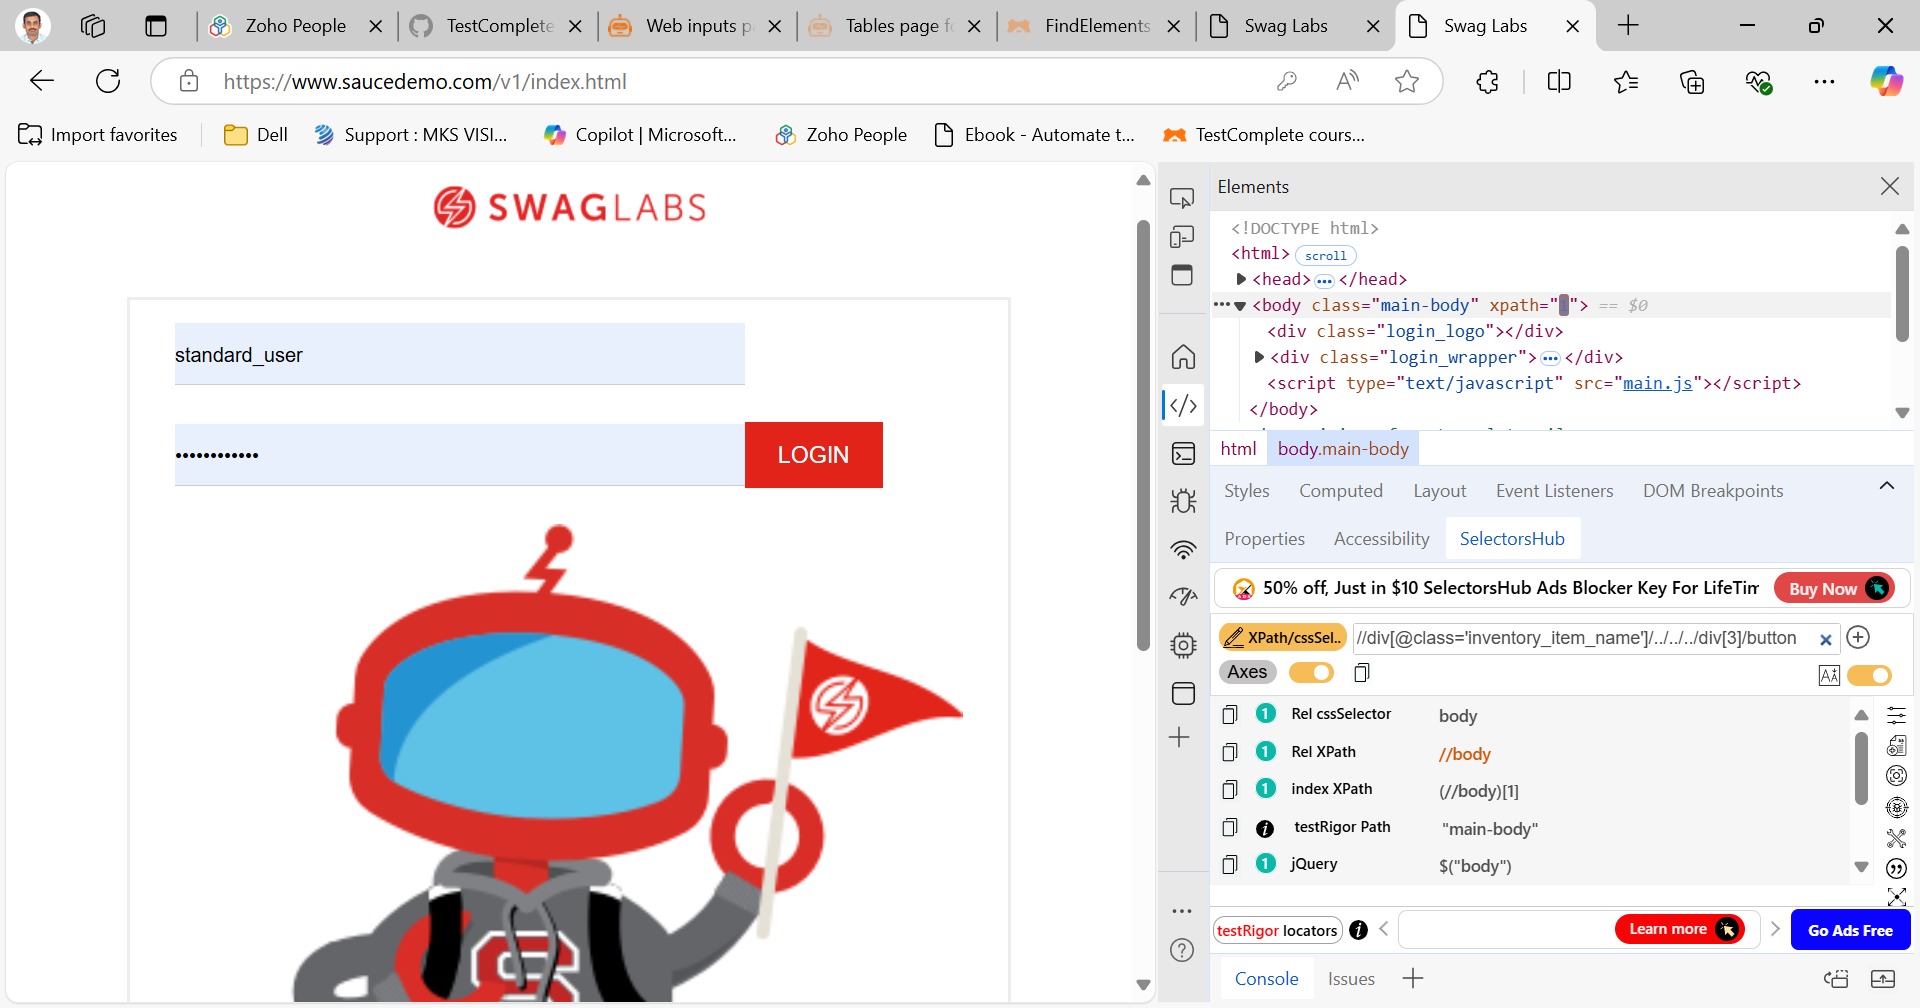 Zoho People
TestComplete
Web inputs p
Tables page f
FindElements
Swag Labs
Swag Labs
https://www.saucedemo.com/v1/index.html
Import favorites
Dell
Support : MKS VISI...
Copilot | Microsoft...
Zoho People
Ebook - Automate t...
TestComplete cours...
SWAGLABS
standard_user
••••••••••••
LOGIN
Elements
<!DOCTYPE html>
<html> scroll
<head> ••• </head>
••• <body class="main-body" xpath="1"> == $0
<div class="login_logo"></div>
<div class="login_wrapper"> ••• </div>
<script type="text/javascript" src="main.js"></script>
</body>
html body.main-body
Styles Computed Layout Event Listeners DOM Breakpoints
Properties Accessibility SelectorsHub
50% off, Just in $10 SelectorsHub Ads Blocker Key For LifeTim
Buy Now
XPath/cssSel..
//div[@class='inventory_item_name']/../../../div[3]/button
Axes
1 Rel cssSelector body
1 Rel XPath //body
1 index XPath (//body)[1]
testRigor Path "main-body"
1 jQuery $("body")
testRigor locators
Learn more
Go Ads Free
Console Issues